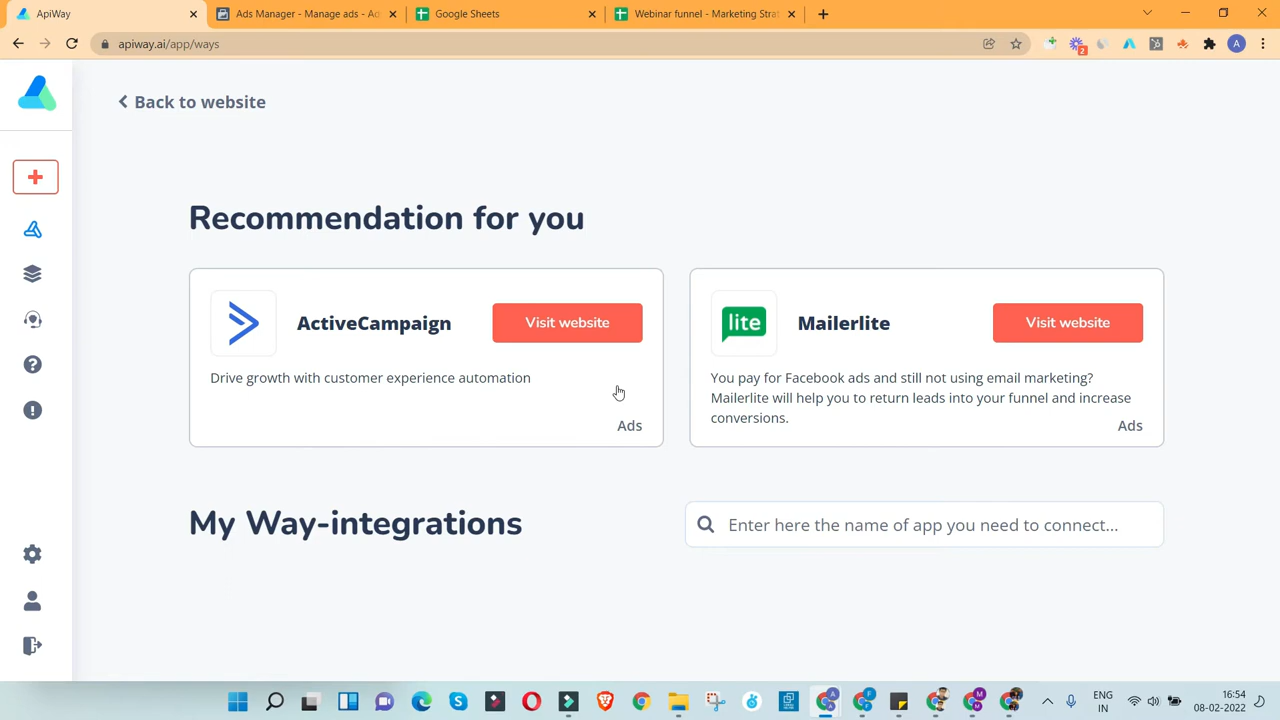 ApiWay
Ads Manager - Manage ads - Ad
Google Sheets
Webinar funnel - Marketing Strat
apiway.ai/app/ways
2
A
Back to website
Recommendation for you
ActiveCampaign
Visit website
Drive growth with customer experience automation
Ads
lite
Mailerlite
Visit website
You pay for Facebook ads and still not using email marketing?
Mailerlite will help you to return leads into your funnel and increase
conversions.
Ads
My Way-integrations
Enter here the name of app you need to connect...
ENG
IN
16:54
08-02-2022